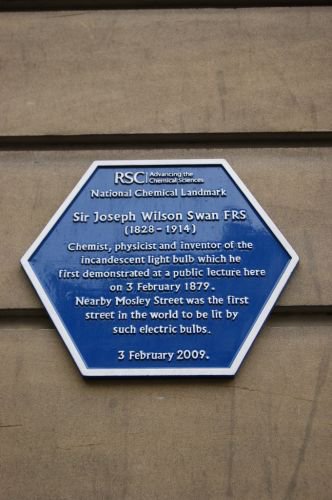 RSC | Advancing the
Chemical Sciences
National Chemical Landmark
Sir Joseph Wilson Swan FRS
(1828 - 1914)
Chemist, physicist and inventor of the
incandescent light bulb which he
first demonstrated at a public lecture here
on 3 February 1879.
Nearby Mosley Street was the first
street in the world to be lit by
such electric bulbs.
3 February 2009.